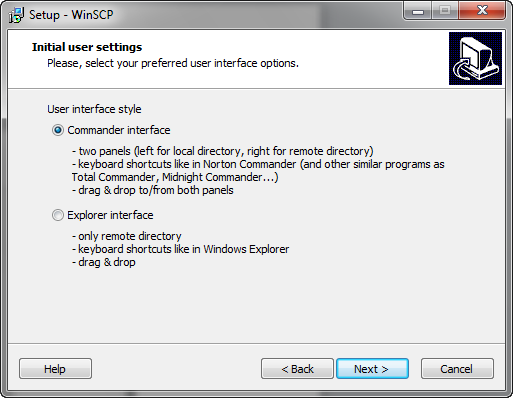 Setup - WinSCP
Initial user settings
Please, select your preferred user interface options.
User interface style
Commander interface
- two panels (left for local directory, right for remote directory)
- keyboard shortcuts like in Norton Commander (and other similar programs as
Total Commander, Midnight Commander...)
- drag & drop to/from both panels
Explorer interface
- only remote directory
- keyboard shortcuts like in Windows Explorer
- drag & drop
Help
< Back
Next >
Cancel